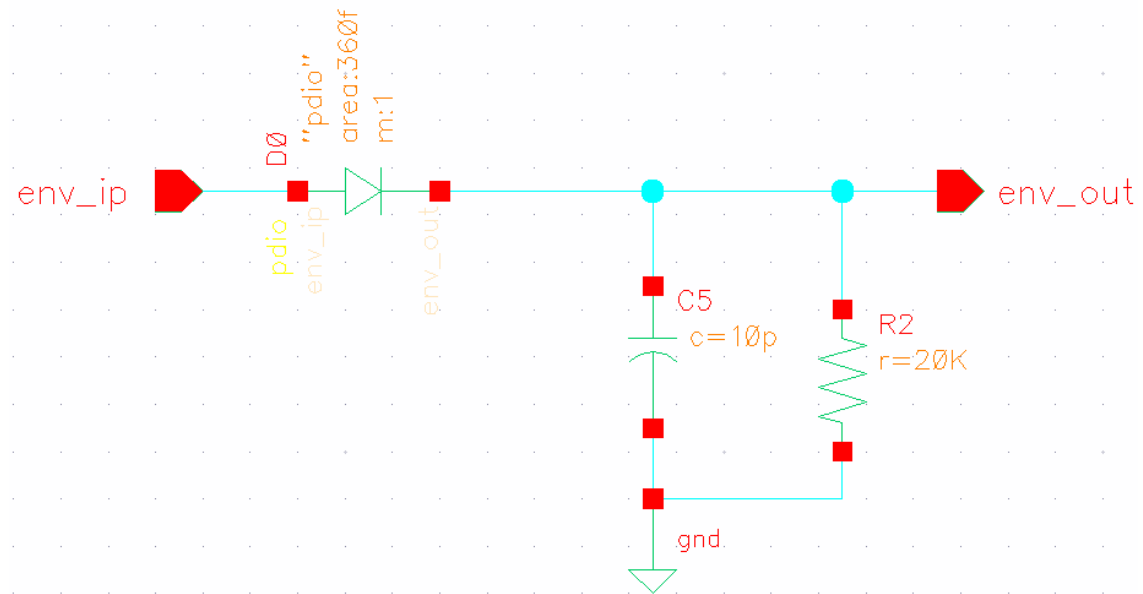 env_ip
D0
"pdio"
area:360f
m:1
pdio
env_ip
env_out
C5
c=10p
R2
r=20K
gnd
env_out